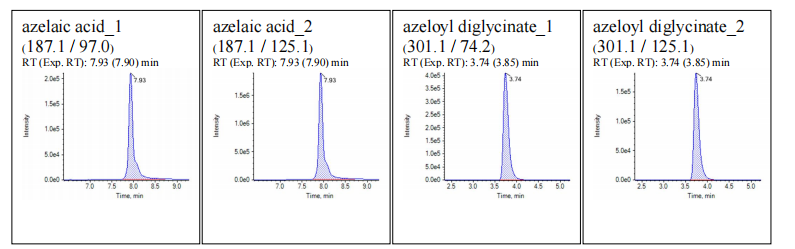 azelaic acid_1
(187.1 / 97.0)
RT (Exp. RT): 7.93 (7.90) min
2.0e5
1.5e5
1.0e5
5.0e4
0.0e0
7.93
Intensity
7.0 7.5 8.0 8.5 9.0
Time, min
azelaic acid_2
(187.1 / 125.1)
RT (Exp. RT): 7.93 (7.90) min
1.5e6
1.0e6
5.0e5
0.0e0
7.93
Intensity
7.0 7.5 8.0 8.5 9.0
Time, min
azeloyl diglycinate_1
(301.1 / 74.2)
RT (Exp. RT): 3.74 (3.85) min
4.0e5
3.5e5
3.0e5
2.5e5
2.0e5
1.5e5
1.0e5
5.0e4
0.0e0
3.74
Intensity
2.5 3.0 3.5 4.0 4.5 5.0
Time, min
azeloyl diglycinate_2
(301.1 / 125.1)
RT (Exp. RT): 3.74 (3.85) min
1.5e5
1.0e5
5.0e4
0.0e0
3.74
Intensity
2.5 3.0 3.5 4.0 4.5 5.0
Time, min